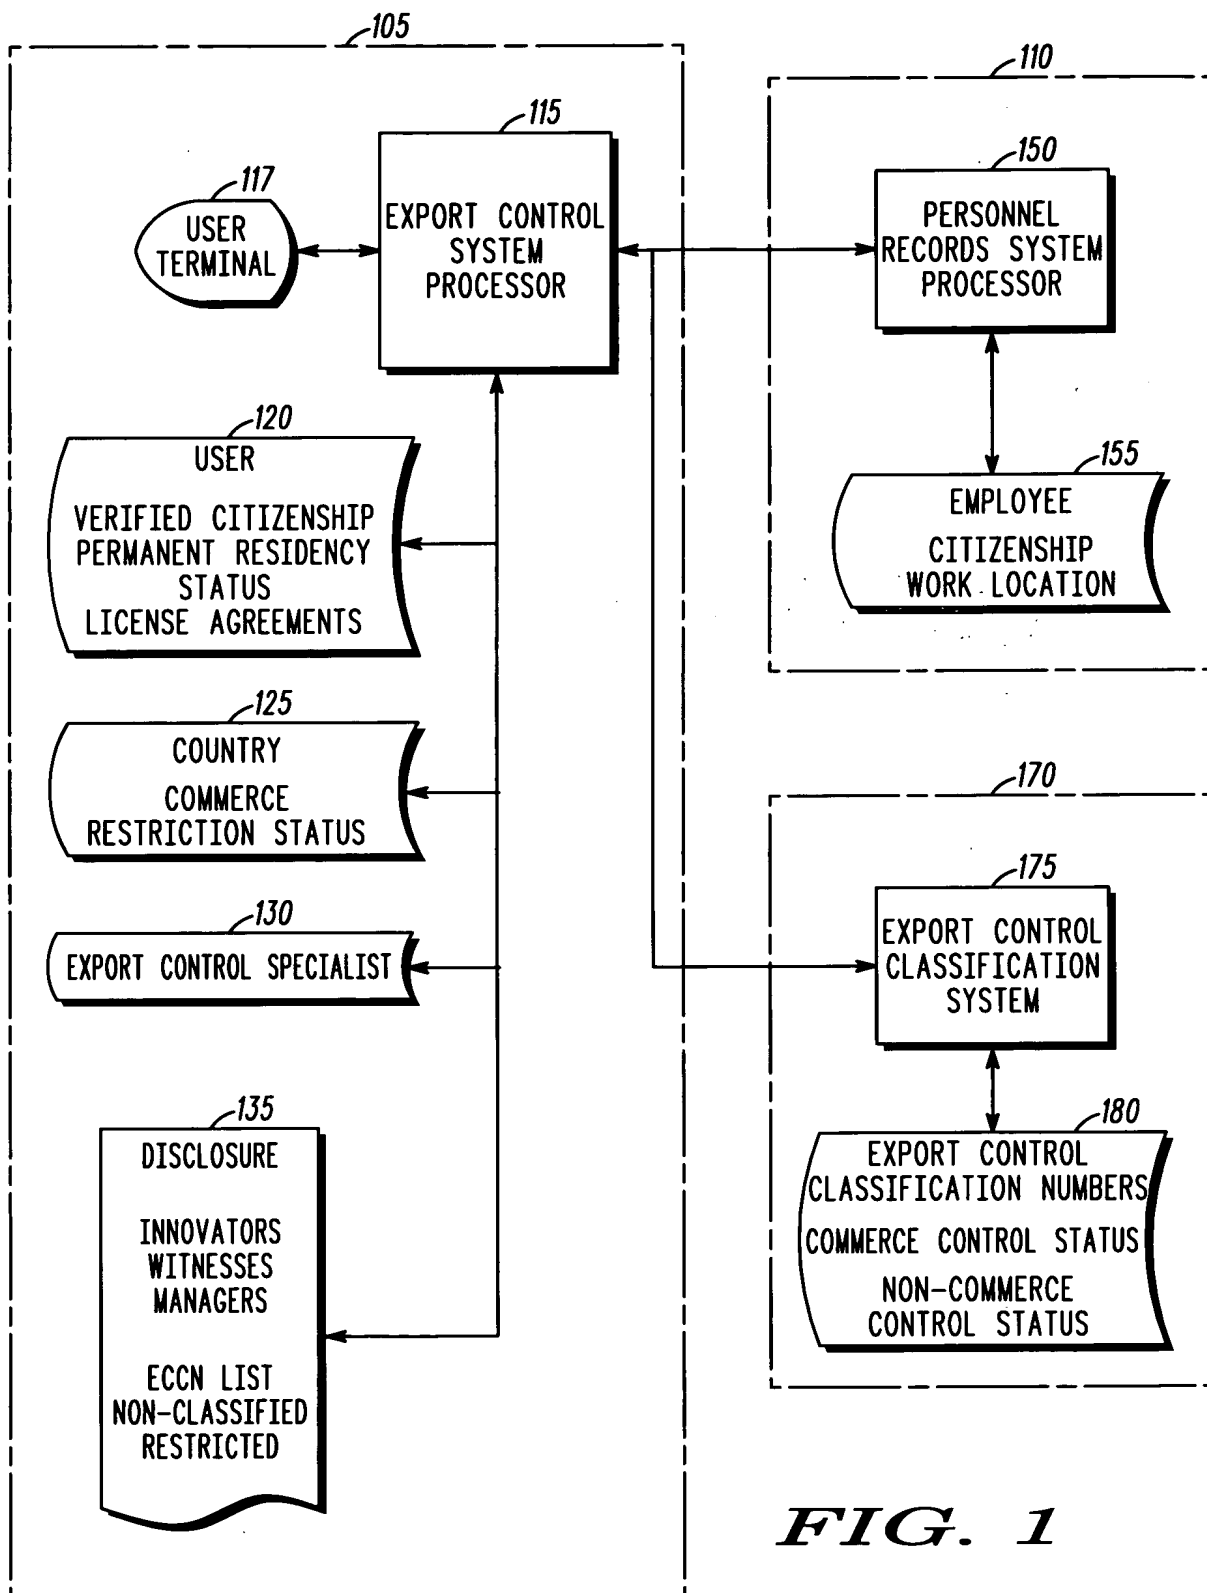 105
115
EXPORT CONTROL
SYSTEM
PROCESSOR
117
USER
TERMINAL
120
USER
VERIFIED CITIZENSHIP
PERMANENT RESIDENCY
STATUS
LICENSE AGREEMENTS
125
COUNTRY
COMMERCE
RESTRICTION STATUS
130
EXPORT CONTROL SPECIALIST
135
DISCLOSURE
INNOVATORS
WITNESSES
MANAGERS
ECCN LIST
NON-CLASSIFIED
RESTRICTED
110
150
PERSONNEL
RECORDS SYSTEM
PROCESSOR
155
EMPLOYEE
CITIZENSHIP
WORK LOCATION
170
175
EXPORT CONTROL
CLASSIFICATION
SYSTEM
180
EXPORT CONTROL
CLASSIFICATION NUMBERS
COMMERCE CONTROL STATUS
NON-COMMERCE
CONTROL STATUS
FIG. 1